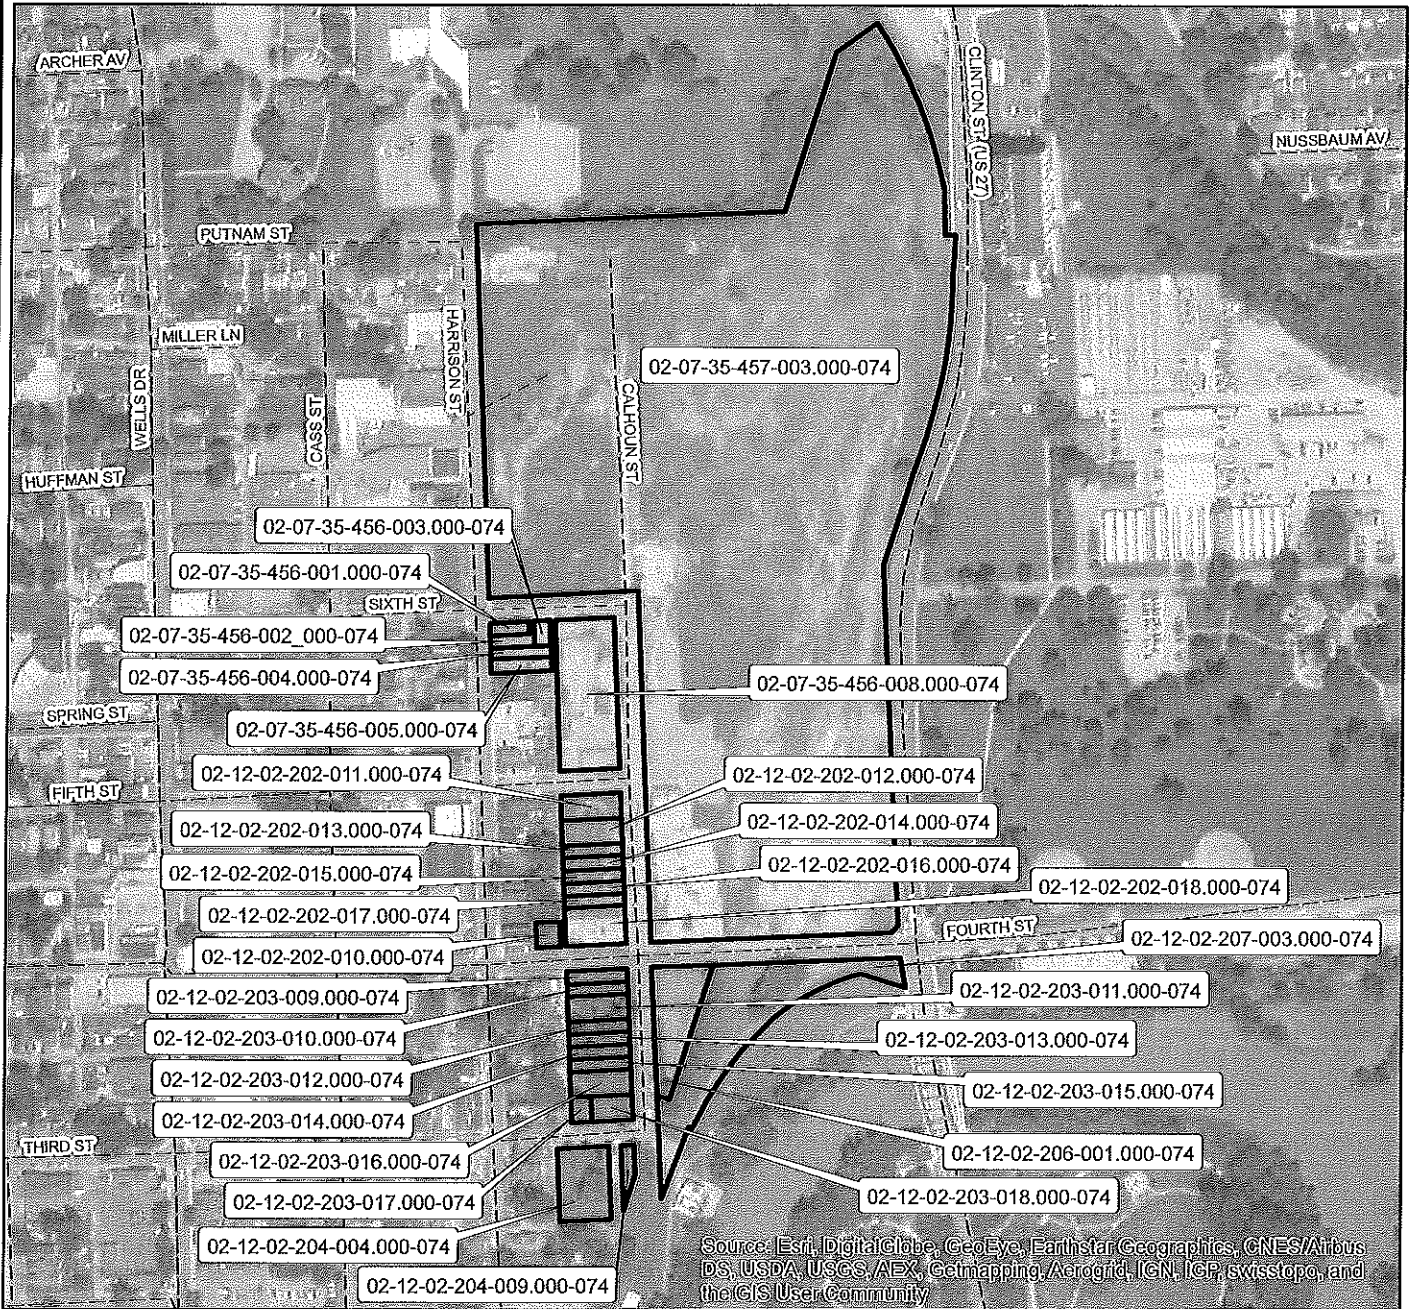 ARCHER AV
CLINTON ST (US 27)
NUSSBAUM AV
PUTNAM ST
HARRISON ST
MILLER LN
WELLS DR
CASS ST
CALHOUN ST
02-07-35-457-003.000-074
HUFFMAN ST
02-07-35-456-003.000-074
02-07-35-456-001.000-074
SIXTH ST
02-07-35-456-002_000-074
02-07-35-456-004.000-074
02-07-35-456-008.000-074
SPRING ST
02-07-35-456-005.000-074
02-12-02-202-011.000-074
02-12-02-202-012.000-074
FIFTH ST
02-12-02-202-013.000-074
02-12-02-202-014.000-074
02-12-02-202-015.000-074
02-12-02-202-016.000-074
02-12-02-202-018.000-074
02-12-02-202-017.000-074
FOURTH ST
02-12-02-207-003.000-074
02-12-02-202-010.000-074
02-12-02-203-009.000-074
02-12-02-203-011.000-074
02-12-02-203-010.000-074
02-12-02-203-013.000-074
02-12-02-203-012.000-074
02-12-02-203-015.000-074
02-12-02-203-014.000-074
THIRD ST
02-12-02-203-016.000-074
02-12-02-206-001.000-074
02-12-02-203-017.000-074
02-12-02-203-018.000-074
02-12-02-204-004.000-074
02-12-02-204-009.000-074
Source: Esri, DigitalGlobe, GeoEye, Earthstar Geographics, CNES/Airbus
DS, USDA, USGS, AEX, Getmapping, Aerogrid, IGN, IGP, swisstopo, and
the GIS User Community